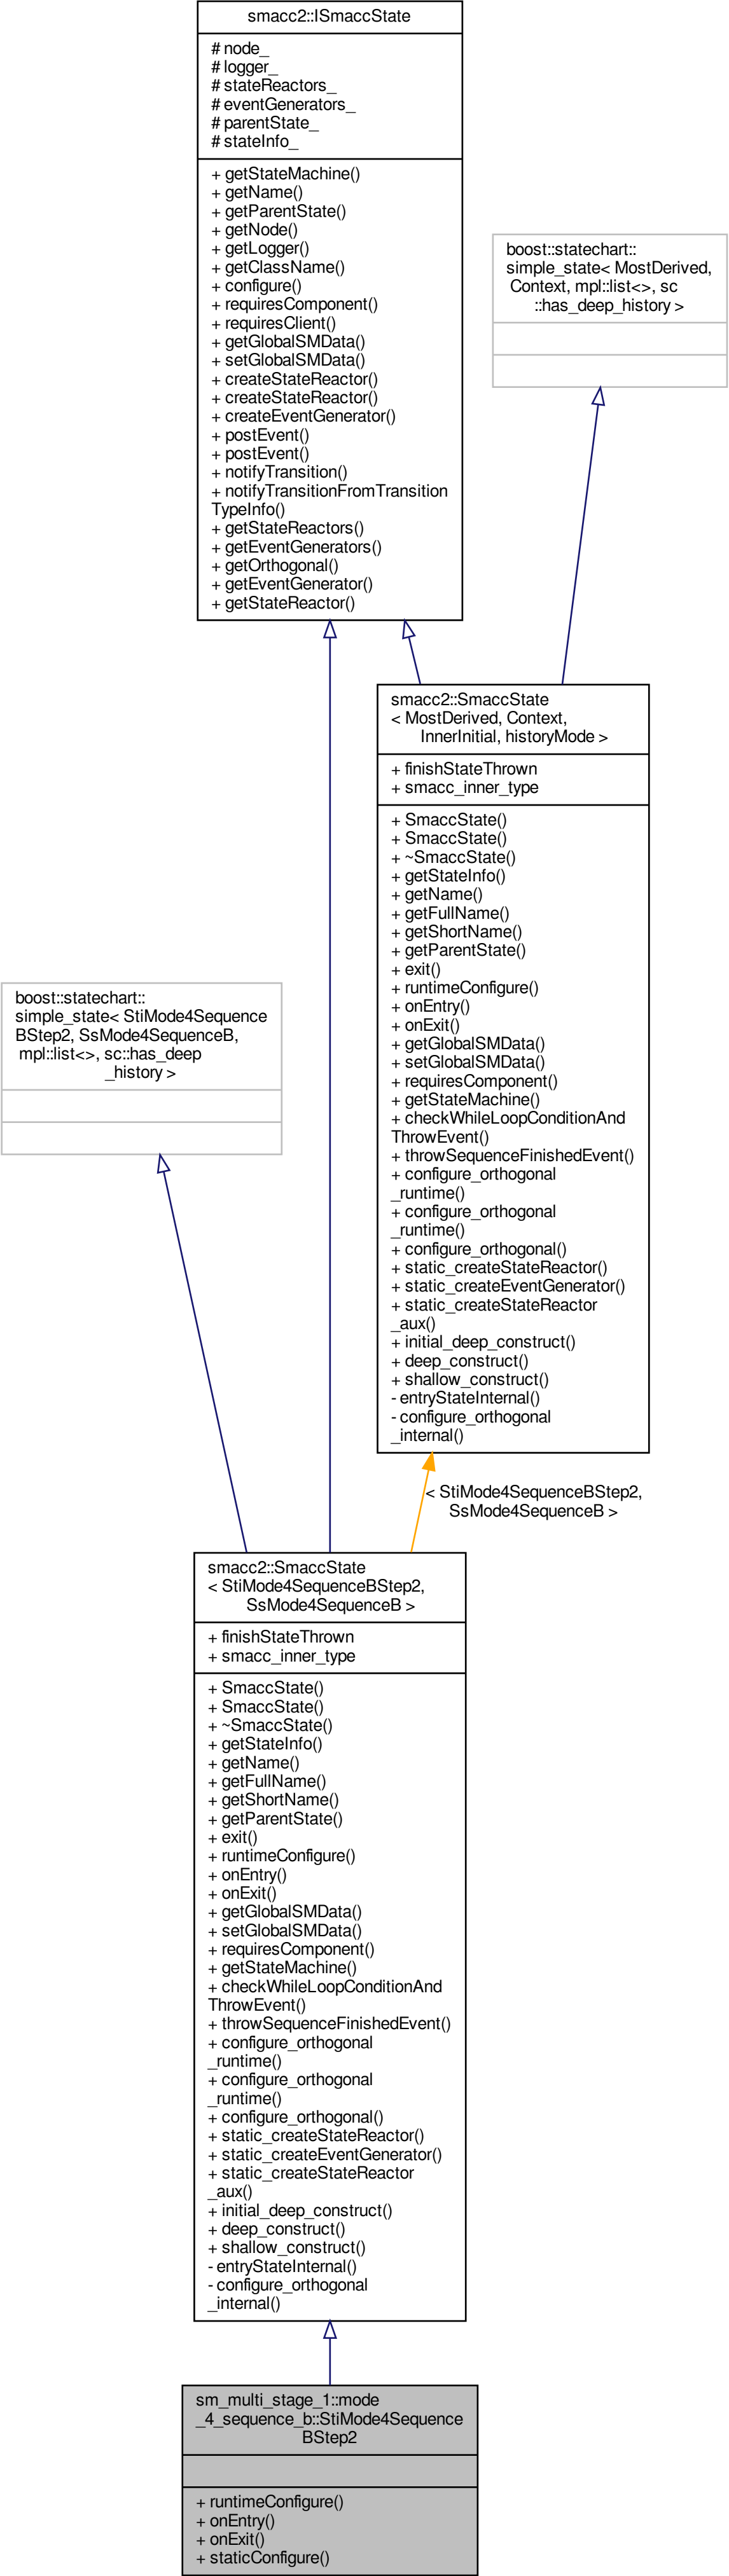 smacc2::ISmaccState
# node_
# logger_
# stateReactors_
# eventGenerators_
# parentState_
# stateInfo_
+ getStateMachine()
+ getName()
+ getParentState()
+ getNode()
+ getLogger()
+ getClassName()
+ configure()
+ requiresComponent()
+ requiresClient()
+ getGlobalSMData()
+ setGlobalSMData()
+ createStateReactor()
+ createStateReactor()
+ createEventGenerator()
+ postEvent()
+ postEvent()
+ notifyTransition()
+ notifyTransitionFromTransition
TypeInfo()
+ getStateReactors()
+ getEventGenerators()
+ getOrthogonal()
+ getEventGenerator()
+ getStateReactor()
boost::statechart::
simple_state< MostDerived,
Context, mpl::list<>, sc
::has_deep_history >
smacc2::SmaccState
< MostDerived, Context,
InnerInitial, historyMode >
+ finishStateThrown
+ smacc_inner_type
+ SmaccState()
+ SmaccState()
+ ~SmaccState()
+ getStateInfo()
+ getName()
+ getFullName()
+ getShortName()
+ getParentState()
+ exit()
+ runtimeConfigure()
+ onEntry()
+ onExit()
+ getGlobalSMData()
+ setGlobalSMData()
+ requiresComponent()
+ getStateMachine()
+ checkWhileLoopConditionAnd
ThrowEvent()
+ throwSequenceFinishedEvent()
+ configure_orthogonal
_runtime()
+ configure_orthogonal
_runtime()
+ configure_orthogonal()
+ static_createStateReactor()
+ static_createEventGenerator()
+ static_createStateReactor
_aux()
+ initial_deep_construct()
+ deep_construct()
+ shallow_construct()
- entryStateInternal()
- configure_orthogonal
_internal()
boost::statechart::
simple_state< StiMode4Sequence
BStep2, SsMode4SequenceB,
mpl::list<>, sc::has_deep
_history >
< StiMode4SequenceBStep2,
SsMode4SequenceB >
smacc2::SmaccState
< StiMode4SequenceBStep2,
SsMode4SequenceB >
+ finishStateThrown
+ smacc_inner_type
+ SmaccState()
+ SmaccState()
+ ~SmaccState()
+ getStateInfo()
+ getName()
+ getFullName()
+ getShortName()
+ getParentState()
+ exit()
+ runtimeConfigure()
+ onEntry()
+ onExit()
+ getGlobalSMData()
+ setGlobalSMData()
+ requiresComponent()
+ getStateMachine()
+ checkWhileLoopConditionAnd
ThrowEvent()
+ throwSequenceFinishedEvent()
+ configure_orthogonal
_runtime()
+ configure_orthogonal
_runtime()
+ configure_orthogonal()
+ static_createStateReactor()
+ static_createEventGenerator()
+ static_createStateReactor
_aux()
+ initial_deep_construct()
+ deep_construct()
+ shallow_construct()
- entryStateInternal()
- configure_orthogonal
_internal()
sm_multi_stage_1::mode
_4_sequence_b::StiMode4Sequence
BStep2
+ runtimeConfigure()
+ onEntry()
+ onExit()
+ staticConfigure()